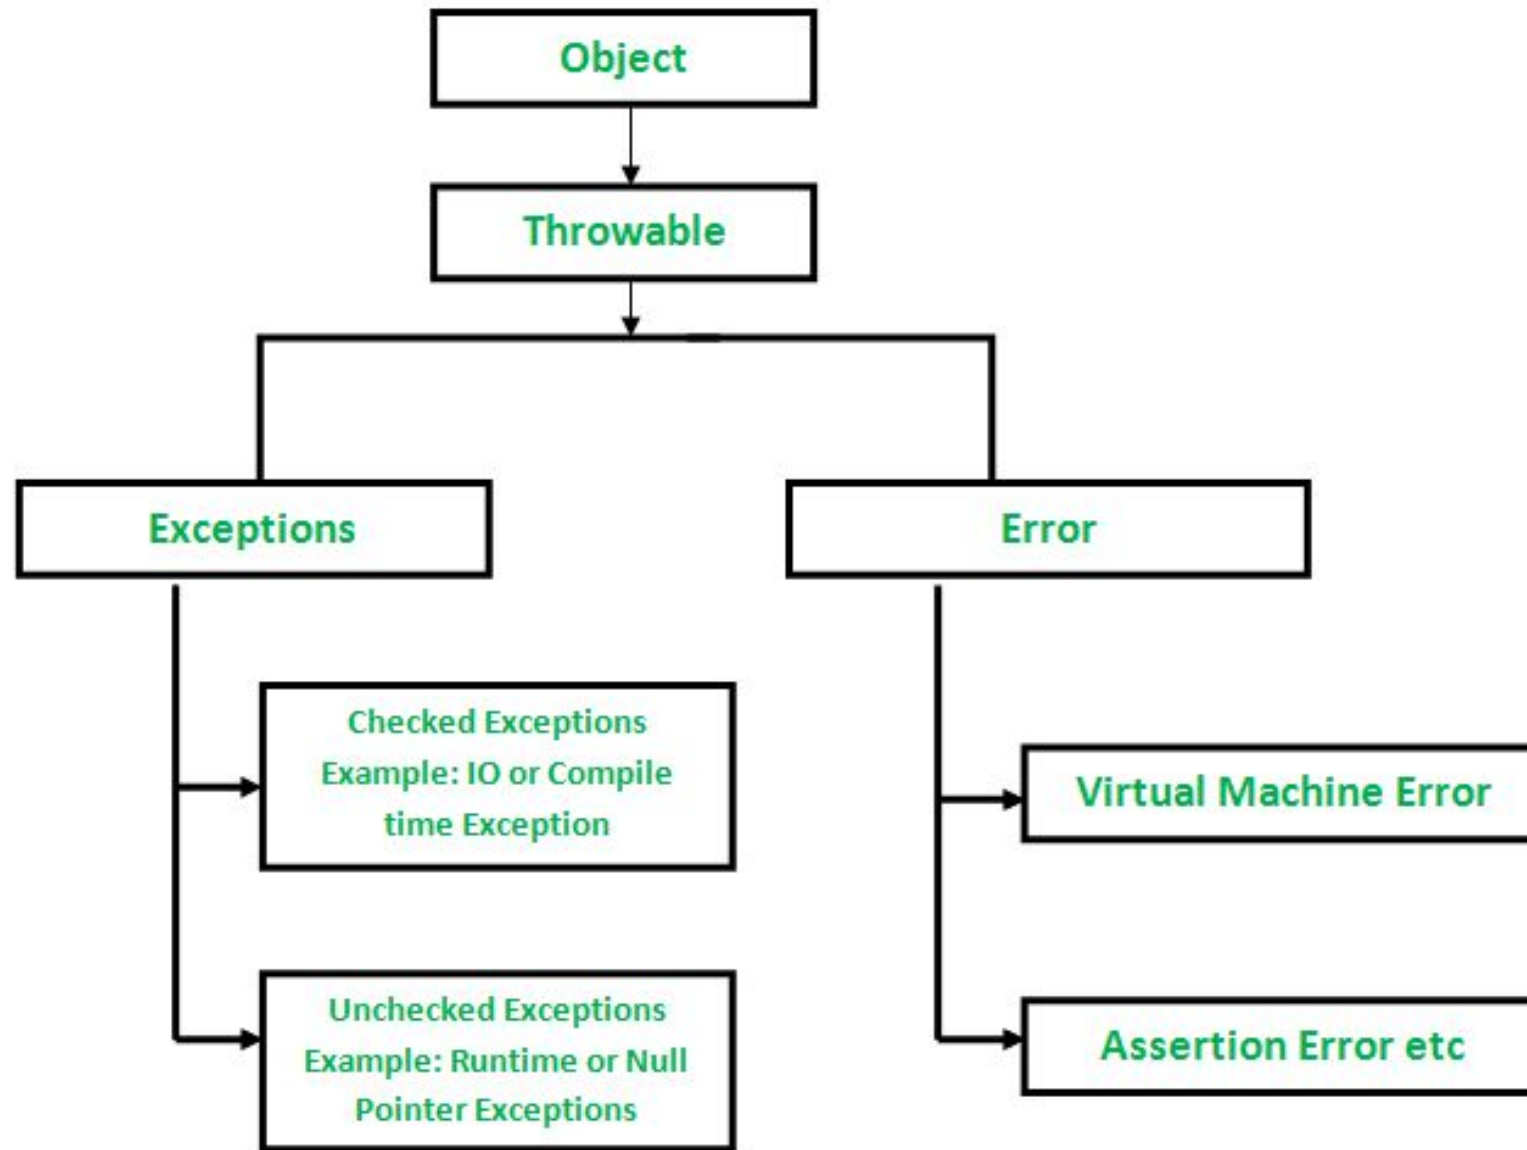 Object
Throwable
Exceptions
Error
Checked Exceptions
Example: IO or Compile
time Exception
Virtual Machine Error
Unchecked Exceptions
Example: Runtime or Null
Pointer Exceptions
Assertion Error etc